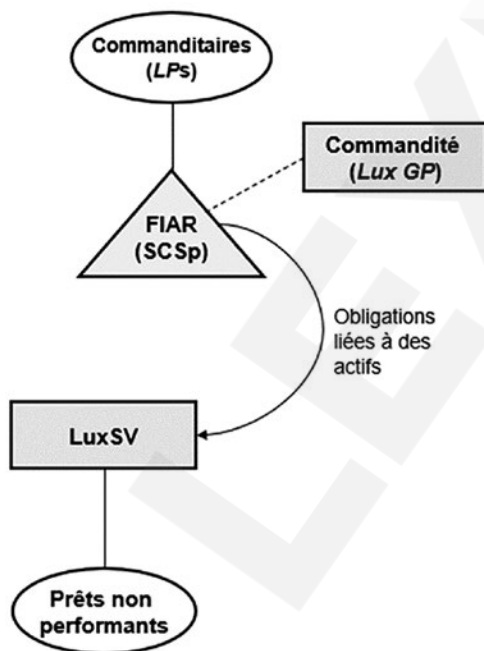 Commanditaires
(LPs)
Commandité
(Lux GP)
FIAR
(SCSp)
Obligations
liées à des
actifs
LuxSV
Prêts non
performants